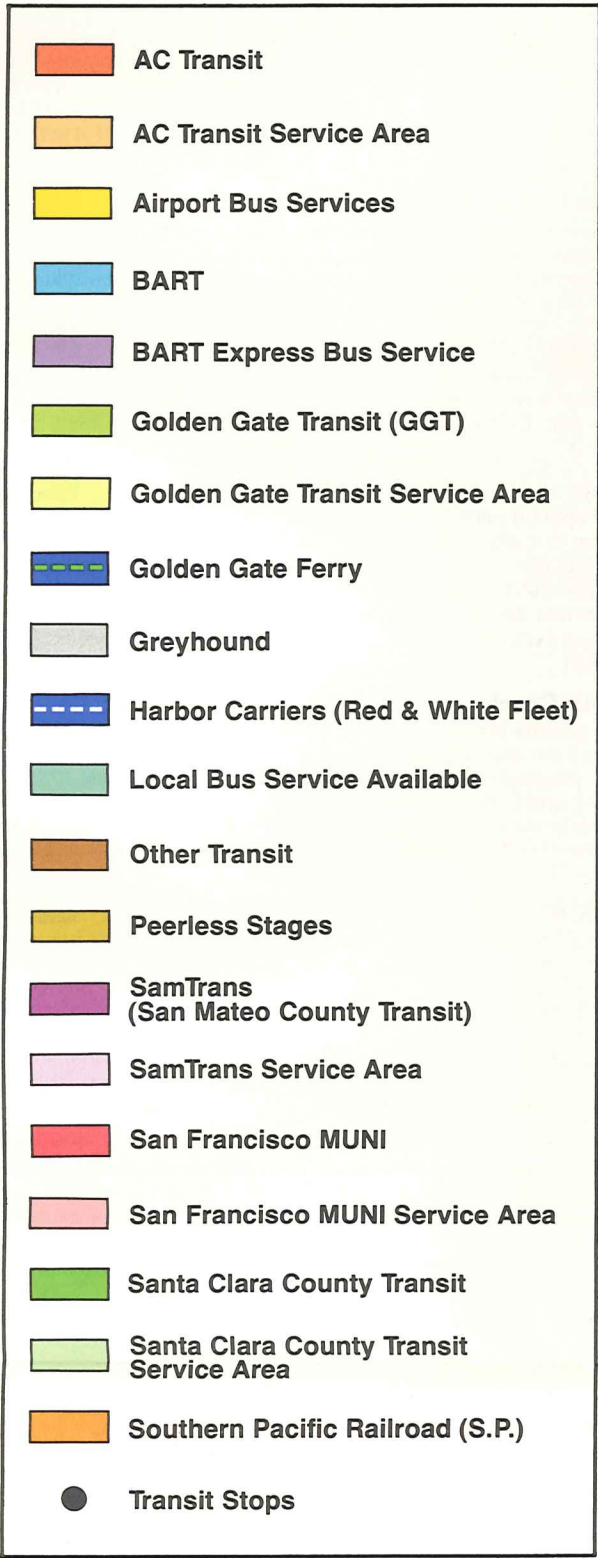 AC Transit
AC Transit Service Area
Airport Bus Services
BART
BART Express Bus Service
Golden Gate Transit (GGT)
Golden Gate Transit Service Area
Golden Gate Ferry
Greyhound
Harbor Carriers (Red & White Fleet)
Local Bus Service Available
Other Transit
Peerless Stages
SamTrans
(San Mateo County Transit)
SamTrans Service Area
San Francisco MUNI
San Francisco MUNI Service Area
Santa Clara County Transit
Santa Clara County Transit
Service Area
Southern Pacific Railroad (S.P.)
Transit Stops